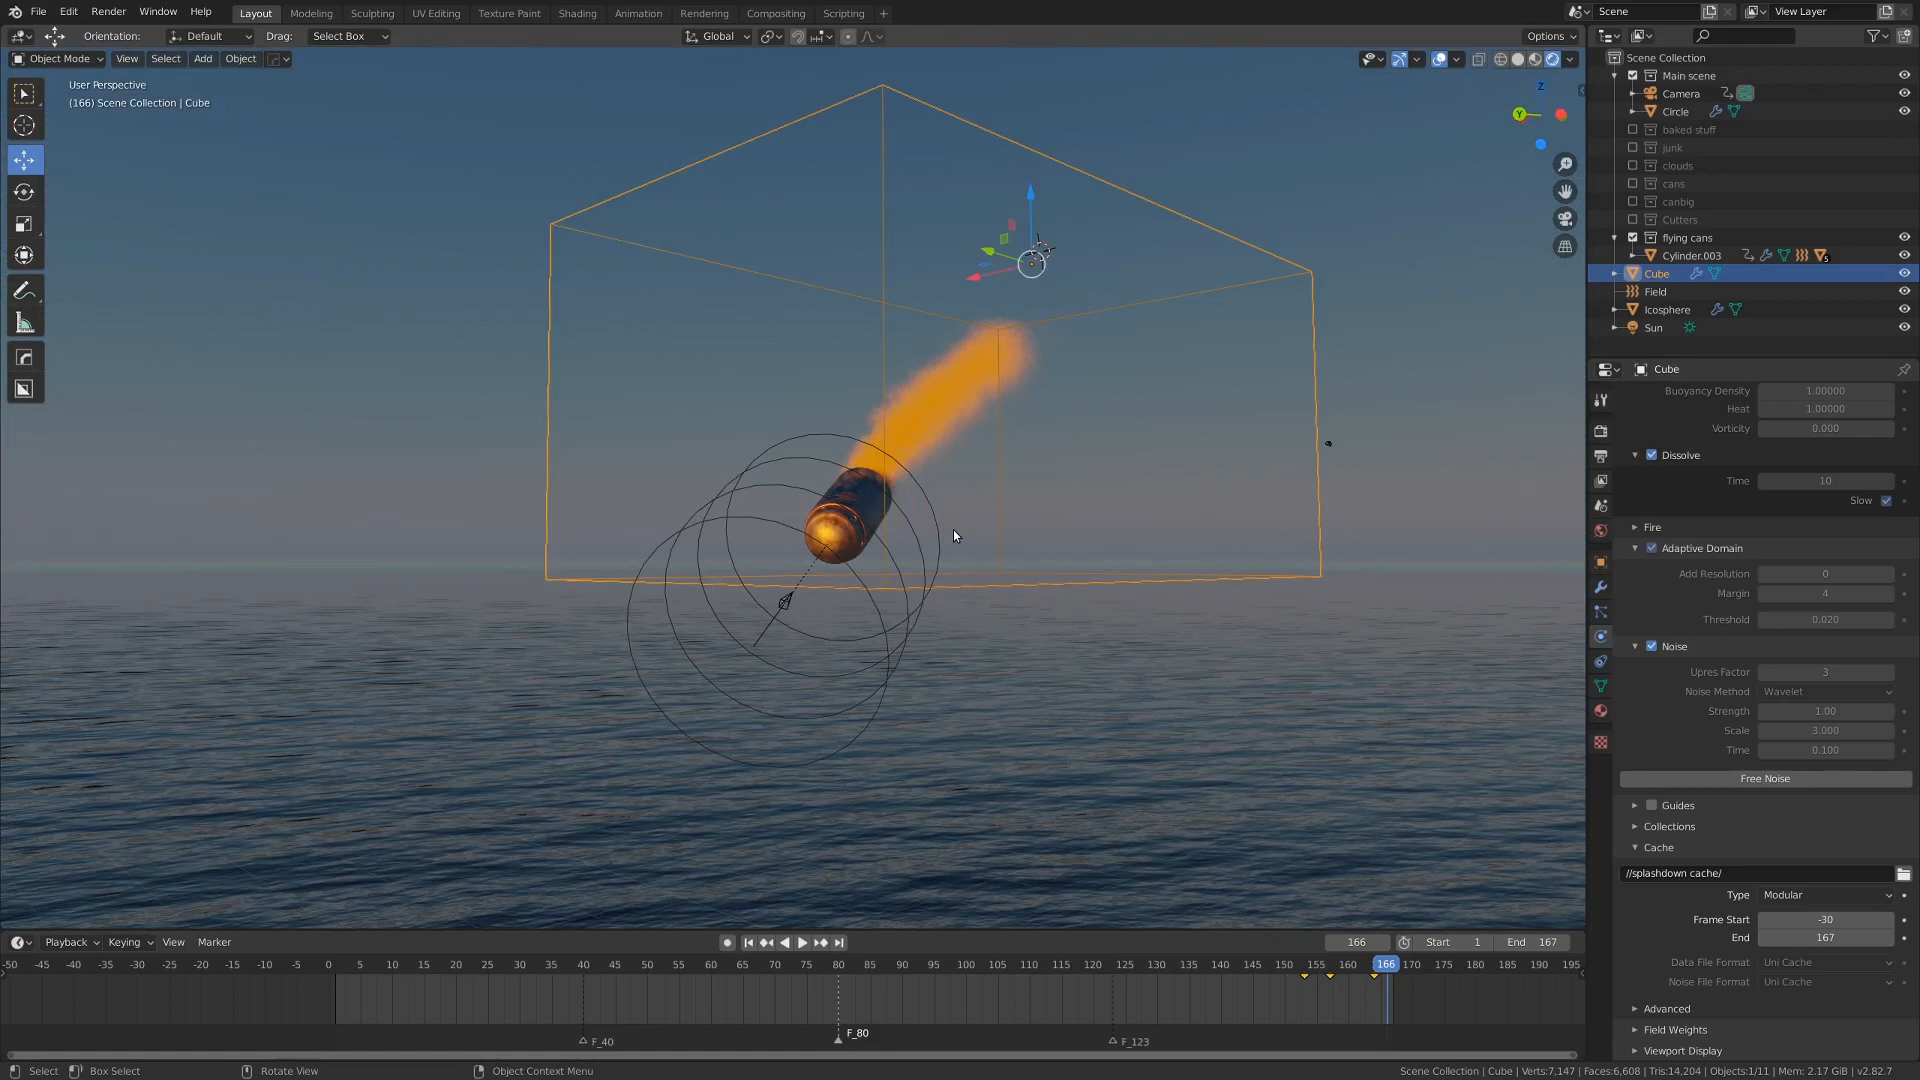 File Edit Render Window Help Layout Modeling Sculpting UV Editing Texture Paint Shading Animation Rendering Compositing Scripting + Scene View Layer
Orientation: Default Drag: Select Box Global Options
Object Mode View Select Add Object
User Perspective
(166) Scene Collection | Cube
Z
Y
Scene Collection
Main scene
Camera
Circle
baked stuff
junk
clouds
cans
canbig
Cutters
flying cans
Cylinder.003 5
Cube
Field
Icosphere
Sun
Cube
Buoyancy Density 1.00000
Heat 1.00000
Vorticity 0.000
Dissolve
Time 10
Slow
Fire
Adaptive Domain
Add Resolution 0
Margin 4
Threshold 0.020
Noise
Upres Factor 3
Noise Method Wavelet
Strength 1.00
Scale 3.000
Time 0.100
Free Noise
Guides
Collections
Cache
//splashdown cache/
Type Modular
Frame Start -30
End 167
Data File Format Uni Cache
Noise File Format Uni Cache
Advanced
Field Weights
Viewport Display
Playback Keying View Marker 166 Start 1 End 167
-50 -45 -40 -35 -30 -25 -20 -15 -10 -5 0 5 10 15 20 25 30 35 40 45 50 55 60 65 70 75 80 85 90 95 100 105 110 115 120 125 130 135 140 145 150 155 160 166 170 175 180 185 190 195
F_80
F_40 F_123
Select Box Select Rotate View Object Context Menu Scene Collection | Cube | Verts:7,147 | Faces:6,608 | Tris:14,204 | Objects:1/11 | Mem: 2.17 GiB | v2.82.7